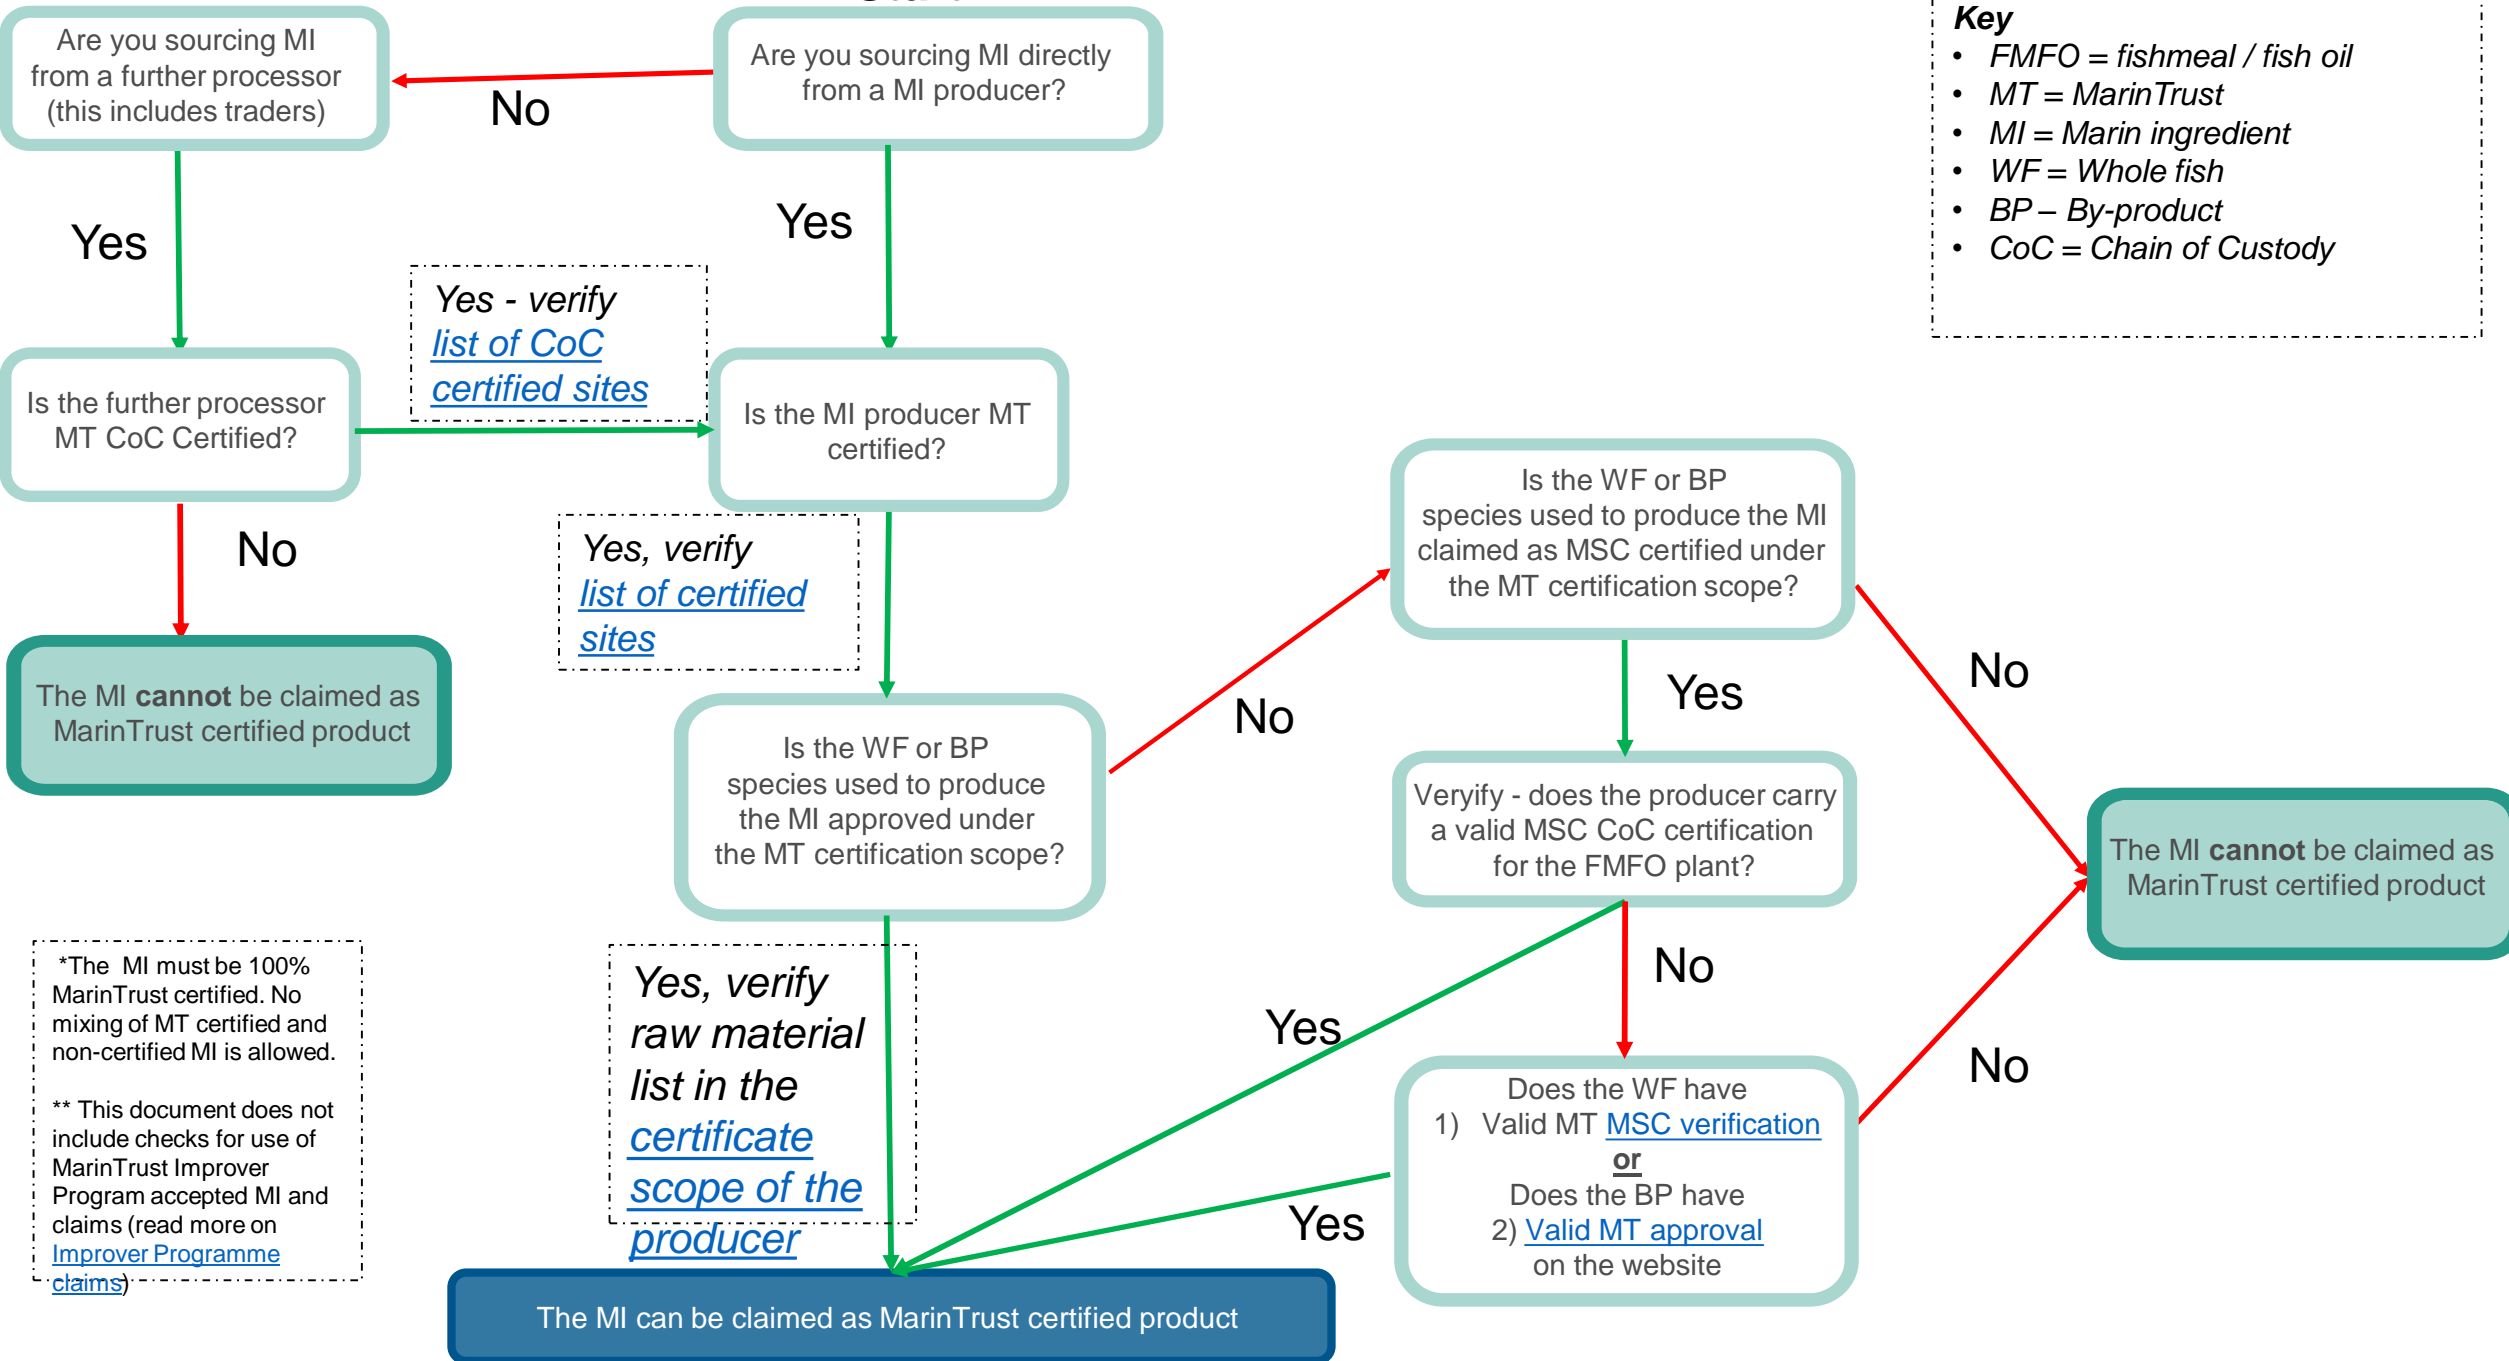 Are you sourcing MI
from a further processor
(this includes traders)
No
Are you sourcing MI directly
from a MI producer?
Key
• FMFO = fishmeal / fish oil
• MT = MarinTrust
• MI = Marin ingredient
• WF = Whole fish
• BP – By-product
• CoC = Chain of Custody
Yes
Yes
Yes - verify
list of CoC
certified sites
Is the further processor
MT CoC Certified?
Is the MI producer MT
certified?
No
Yes, verify
list of certified
sites
Is the WF or BP
species used to produce the MI
claimed as MSC certified under
the MT certification scope?
The MI cannot be claimed as
MarinTrust certified product
No
Yes
No
Is the WF or BP
species used to produce
the MI approved under
the MT certification scope?
Veryify - does the producer carry
a valid MSC CoC certification
for the FMFO plant?
The MI cannot be claimed as
MarinTrust certified product
*The MI must be 100%
MarinTrust certified. No
mixing of MT certified and
non-certified MI is allowed.
** This document does not
include checks for use of
MarinTrust Improver
Program accepted MI and
claims (read more on
Improver Programme
claims)
Yes, verify
raw material
list in the
certificate
scope of the
producer
Yes
No
No
Does the WF have
1) Valid MT MSC verification
or
Does the BP have
2) Valid MT approval
on the website
Yes
The MI can be claimed as MarinTrust certified product